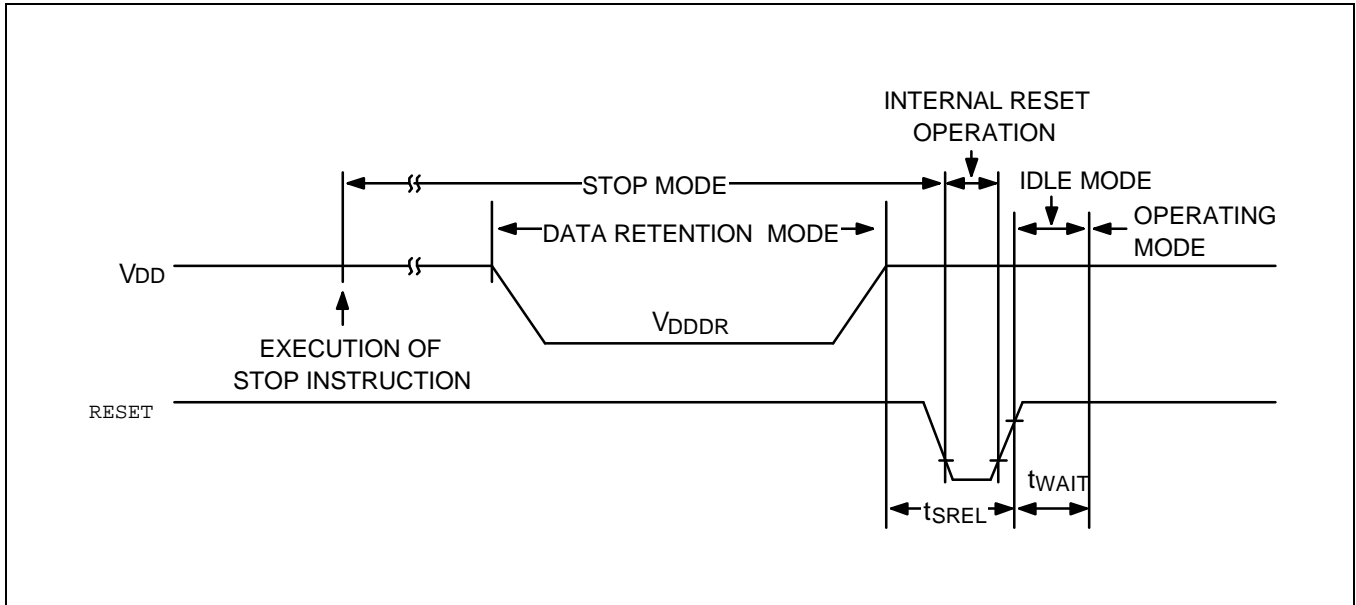 INTERNAL RESET
OPERATION
STOP MODE
IDLE MODE
DATA RETENTION MODE
OPERATING
MODE
VDD
VDDDR
EXECUTION OF
STOP INSTRUCTION
RESET
tWAIT
tSREL